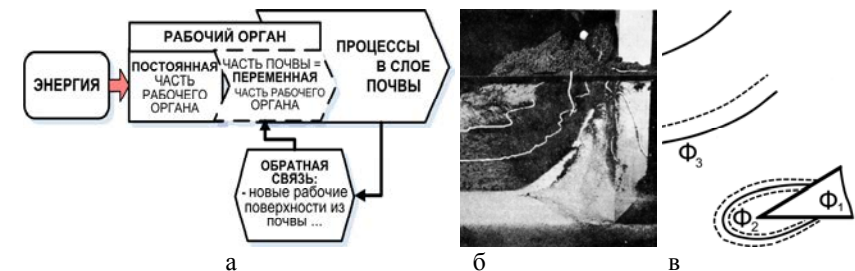 РАБОЧИЙ ОРГАН
ЭНЕРГИЯ
ПОСТОЯННАЯ
ЧАСТЬ
РАБОЧЕГО
ОРГАНА
ЧАСТЬ ПОЧВЫ =
ПЕРЕМЕННАЯ
ЧАСТЬ РАБОЧЕГО
ОРГАНА
ПРОЦЕССЫ
В СЛОЕ
ПОЧВЫ
ОБРАТНАЯ
СВЯЗЬ:
- новые рабочие
поверхности из
почвы ...
Ф3
Ф2
Ф1
а
б
в